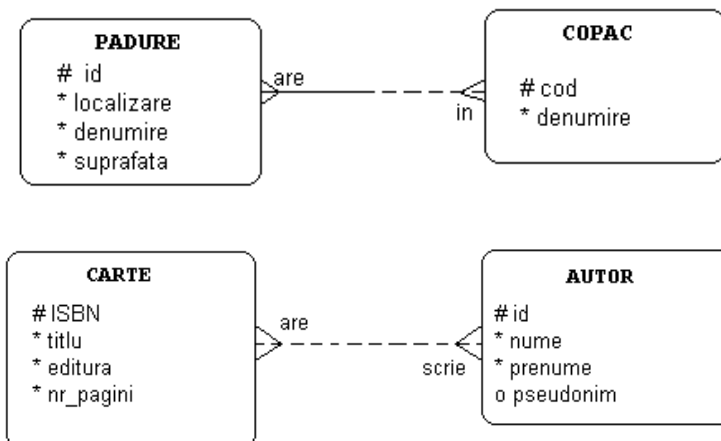 PADURE
# id
* localizare
* denumire
* suprafata
are
in
COPAC
# cod
* denumire
CARTE
# ISBN
* titlu
* editura
* nr_pagini
are
scrie
AUTOR
# id
* nume
* prenume
o pseudonim